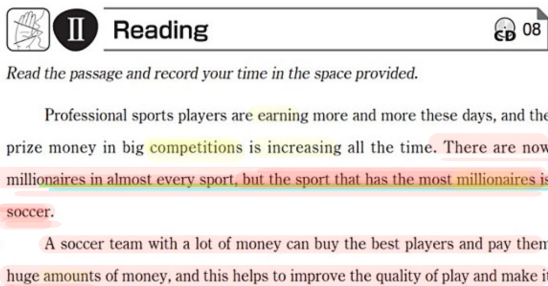 II Reading
CD 08
Read the passage and record your time in the space provided.
Professional sports players are earning more and more these days, and the
prize money in big competitions is increasing all the time. There are now
millionaires in almost every sport, but the sport that has the most millionaires is
soccer.
A soccer team with a lot of money can buy the best players and pay them
huge amounts of money, and this helps to improve the quality of play and make it